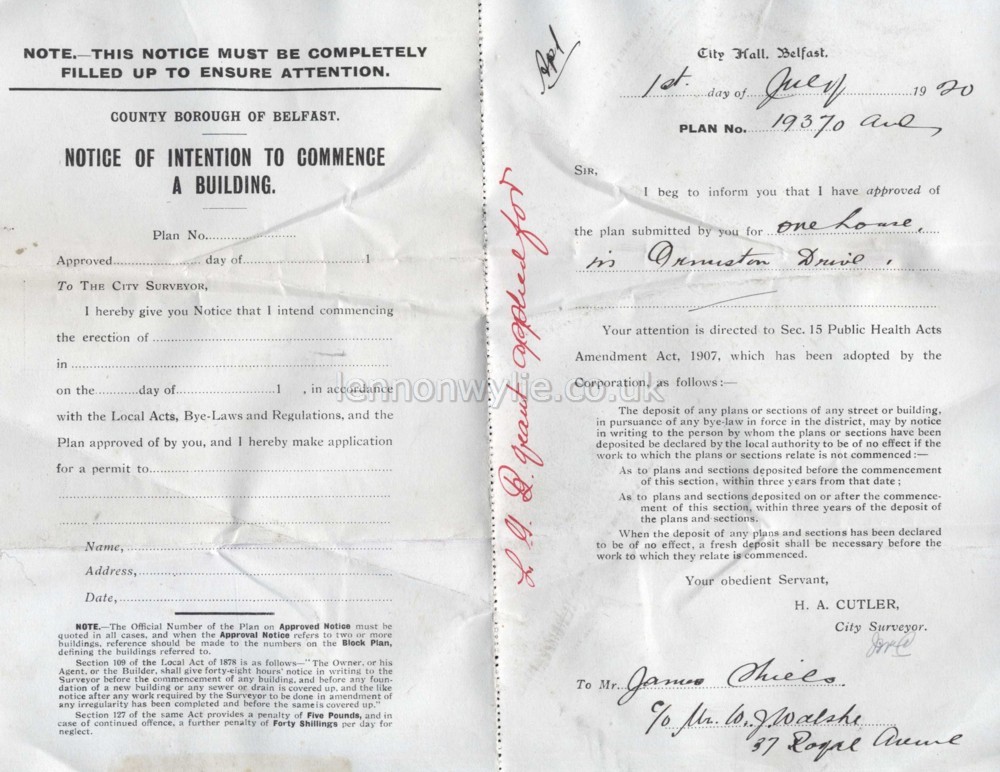 NOTE.—THIS NOTICE MUST BE COMPLETELY
FILLED UP TO ENSURE ATTENTION.
COUNTY BOROUGH OF BELFAST.
NOTICE OF INTENTION TO COMMENCE
A BUILDING.
Plan No.
Approved day of 1
To THE CITY SURVEYOR,
I hereby give you Notice that I intend commencing
the erection of
in
on the day of 1 , in accordance
with the Local Acts, Bye-Laws and Regulations, and the
Plan approved of by you, and I hereby make application
for a permit to
Name,
Address,
Date,
NOTE.—The Official Number of the Plan on Approved Notice must be
quoted in all cases, and when the Approval Notice refers to two or more
buildings, reference should be made to the numbers on the Block Plan,
defining the buildings referred to.
Section 109 of the Local Act of 1878 is as follows—"The Owner, or his
Agent, or the Builder, shall give forty-eight hours' notice in writing to the
Surveyor before the commencement of any building, and before any foun-
dation of a new building or any sewer or drain is covered up, and the like
notice after any work required by the Surveyor to be done in amendment of
any irregularity has been completed and before the same is covered up."
Section 127 of the same Act provides a penalty of Five Pounds, and in
case of continued offence, a further penalty of Forty Shillings per day for
neglect.
L. G. B. grant applied for
City Hall, Belfast.
1st. day of July 1920
PLAN No. 19370
SIR,
I beg to inform you that I have approved of
the plan submitted by you for one house,
in Ormiston Drive,
Your attention is directed to Sec. 15 Public Health Acts
Amendment Act, 1907, which has been adopted by the
Corporation, as follows:—
The deposit of any plans or sections of any street or building,
in pursuance of any bye-law in force in the district, may by notice
in writing to the person by whom the plans or sections have been
deposited be declared by the local authority to be of no effect if the
work to which the plans or sections relate is not commenced:—
As to plans and sections deposited before the commencement
of this section, within three years from that date;
As to plans and sections deposited on or after the commence-
ment of this section, within three years of the deposit of
the plans and sections.
When the deposit of any plans and sections has been declared
to be of no effect, a fresh deposit shall be necessary before the
work to which they relate is commenced.
Your obedient Servant,
H. A. CUTLER,
City Surveyor.
To Mr. James Shiels
c/o Mr. W. J. Walshe
37 Royal Avenue
lennonwylie.co.uk